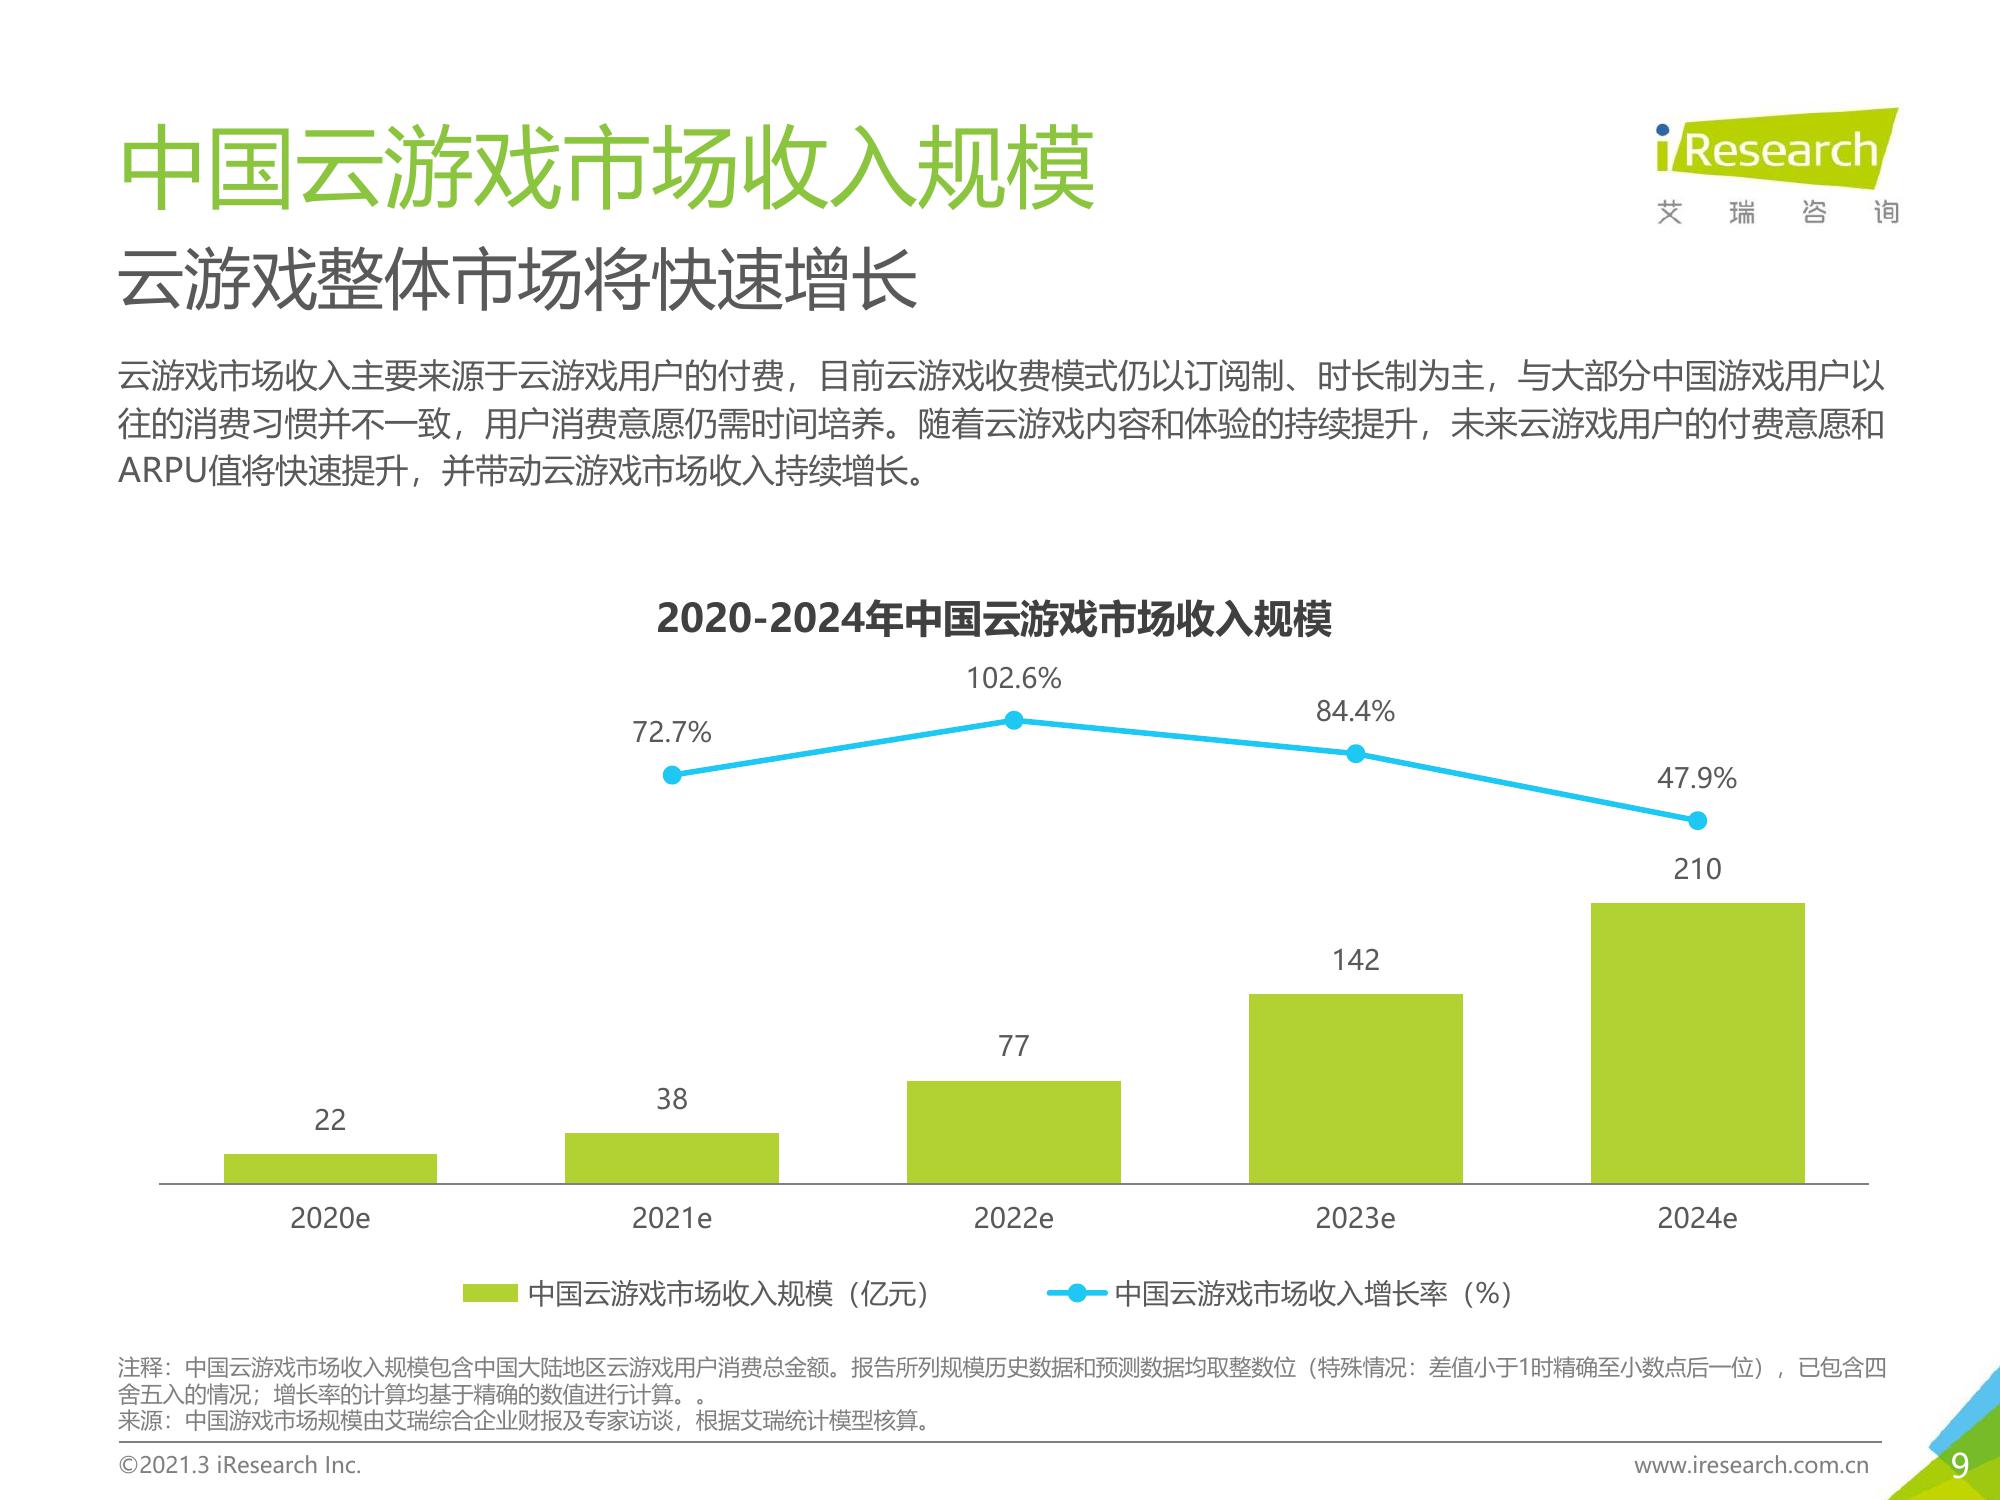 中国云游戏市场收入规模
iResearch
艾瑞咨询
云游戏整体市场将快速增长
云游戏市场收入主要来源于云游戏用户的付费，目前云游戏收费模式仍以订阅制、时长制为主，与大部分中国游戏用户以
往的消费习惯并不一致，用户消费意愿仍需时间培养。随着云游戏内容和体验的持续提升，未来云游戏用户的付费意愿和
ARPU值将快速提升，并带动云游戏市场收入持续增长。
2020-2024年中国云游戏市场收入规模
72.7%
102.6%
84.4%
47.9%
22
38
77
142
210
2020e
2021e
2022e
2023e
2024e
中国云游戏市场收入规模（亿元）
中国云游戏市场收入增长率（%）
注释：中国云游戏市场收入规模包含中国大陆地区云游戏用户消费总金额。报告所列规模历史数据和预测数据均取整数位（特殊情况：差值小于1时精确至小数点后一位），已包含四
舍五入的情况；增长率的计算均基于精确的数值进行计算。。
来源：中国游戏市场规模由艾瑞综合企业财报及专家访谈，根据艾瑞统计模型核算。
©2021.3 iResearch Inc.
www.iresearch.com.cn
9